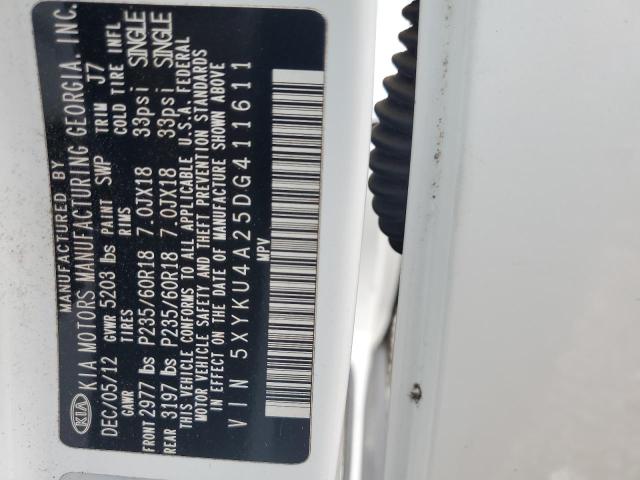 KIA
MANUFACTURED BY
KIA MOTORS MANUFACTURING GEORGIA, INC.
DEC/05/12 GVWR 5203 lbs PAINT SWP TRIM J7
GAWR TIRES RIMS COLD TIRE INFL
FRONT 2977 lbs P235/60R18 7.0JX18 33psi SINGLE
REAR 3197 lbs P235/60R18 7.0JX18 33psi SINGLE
THIS VEHICLE CONFORMS TO ALL APPLICABLE U.S.A. FEDERAL
MOTOR VEHICLE SAFETY AND THEFT PREVENTION STANDARDS
IN EFFECT ON THE DATE OF MANUFACTURE SHOWN ABOVE
VIN 5XYKU4A25DG411611
MPV